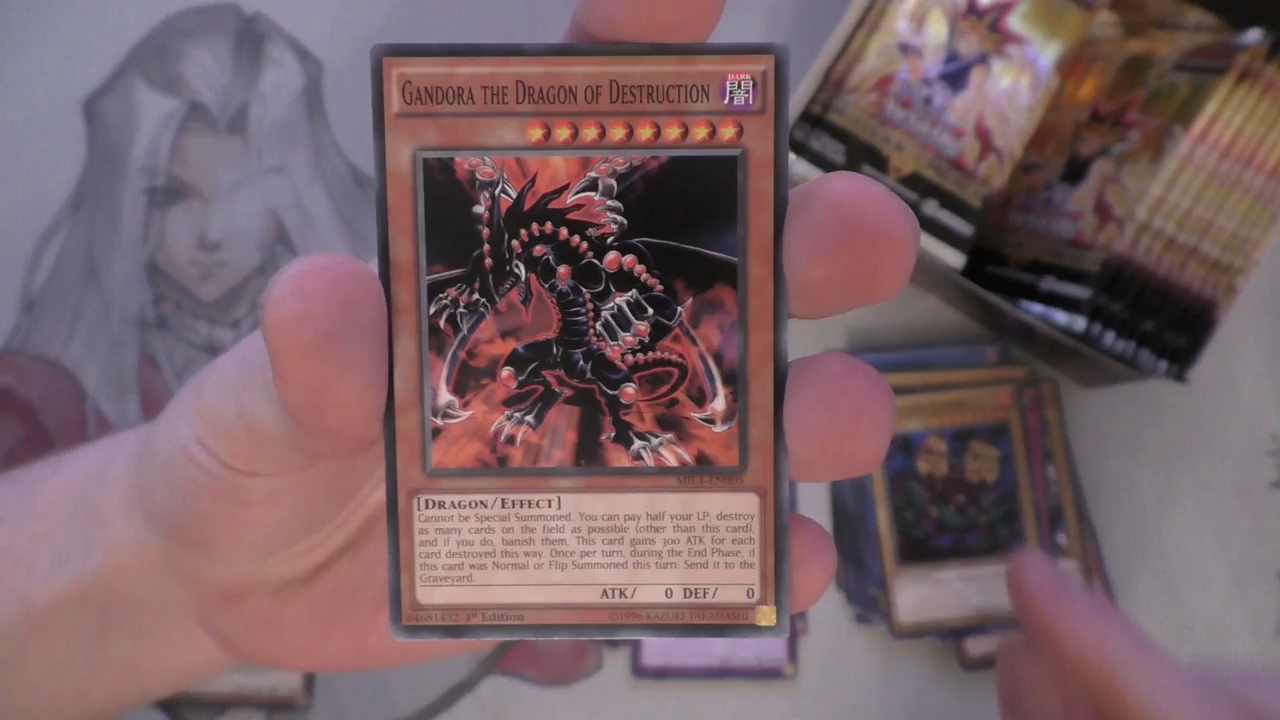 GANDORA THE DRAGON OF DESTRUCTION
DARK
闇
MIL1-EN005
[DRAGON/EFFECT]
Cannot be Special Summoned. You can pay half your LP; destroy
as many cards on the field as possible (other than this card),
and if you do, banish them. This card gains 300 ATK for each
card destroyed this way. Once per turn, during the End Phase, if
this card was Normal or Flip Summoned this turn: Send it to the
Graveyard.
ATK/ 0 DEF/ 0
64681432 1st Edition ©1996 KAZUKI TAKAHASHI